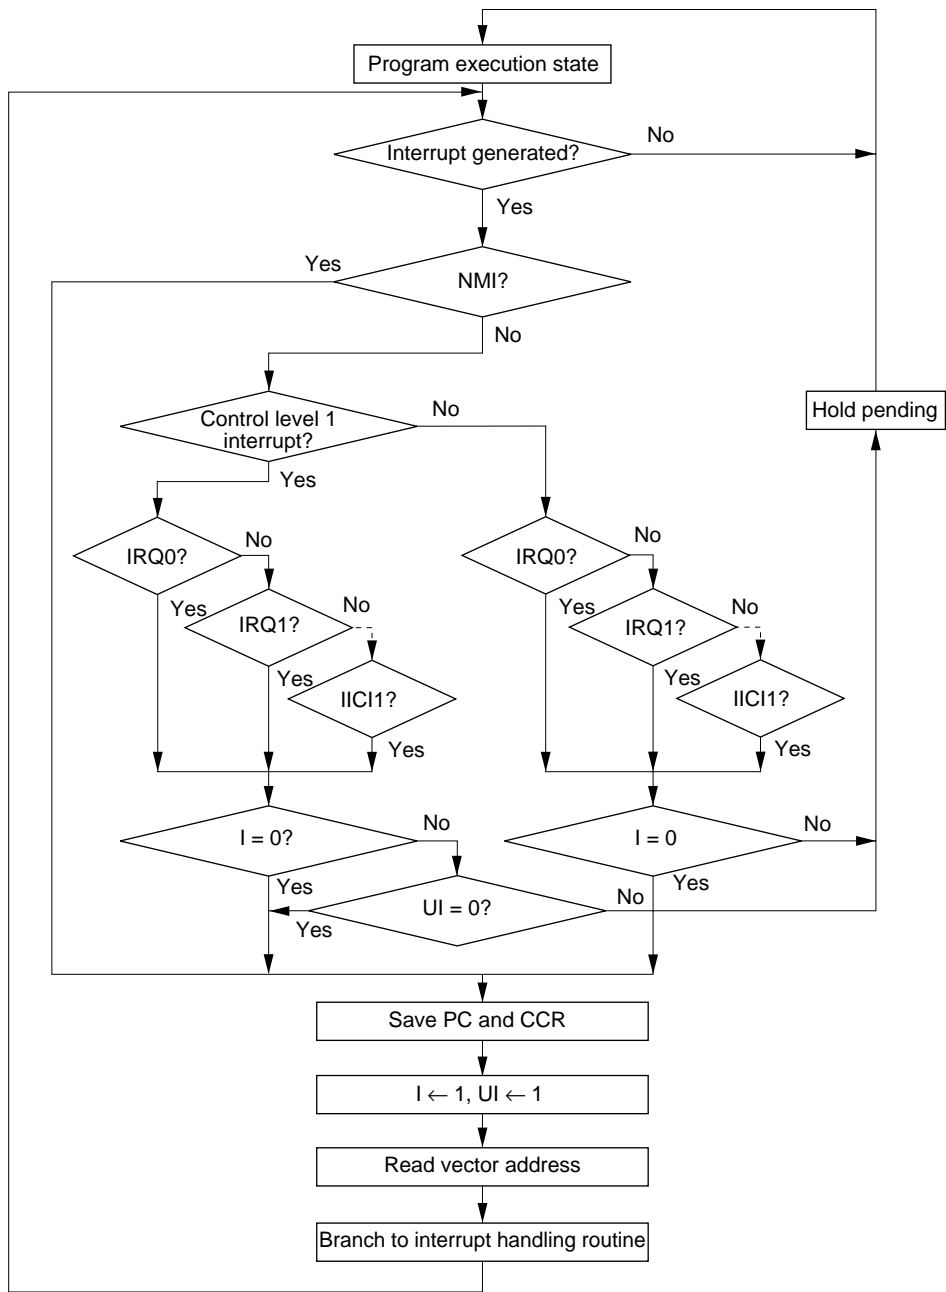 Program execution state
Interrupt generated?
No
Yes
Yes
NMI?
No
Control level 1
interrupt?
No
Hold pending
Yes
IRQ0?
No
IRQ0?
No
Yes
IRQ1?
No
Yes
IRQ1?
No
Yes
IICI1?
Yes
IICI1?
Yes
Yes
I = 0?
No
I = 0
No
Yes
UI = 0?
No
Yes
Yes
Save PC and CCR
I ← 1, UI ← 1
Read vector address
Branch to interrupt handling routine